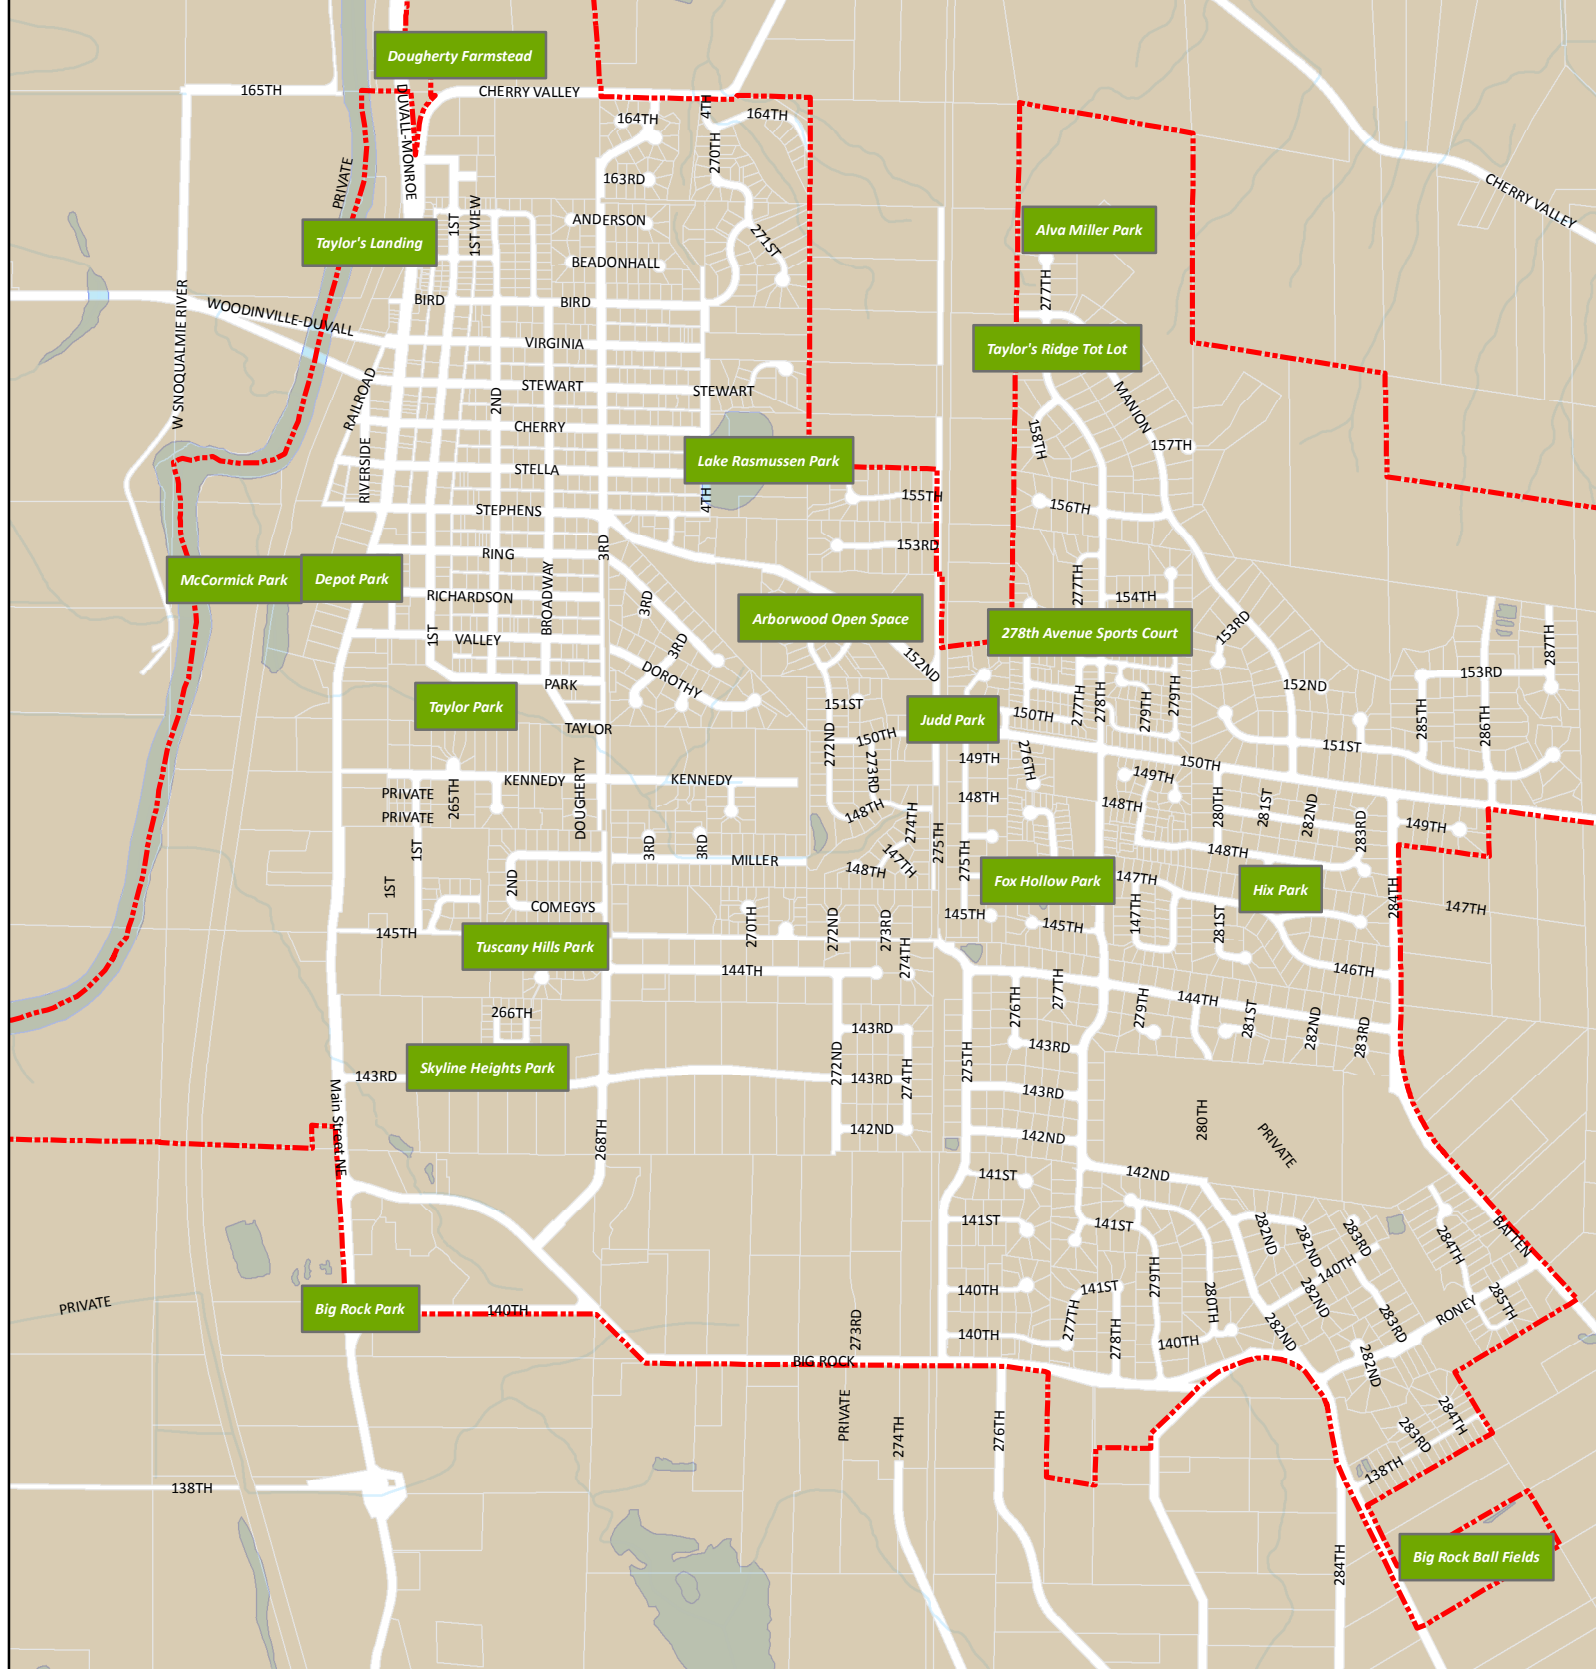 Dougherty Farmstead
165TH
DUVALL-MONROE
CHERRY VALLEY
4TH
164TH
164TH
270TH
PRIVATE
163RD
CHERRY VALLEY
Taylor's Landing
1ST
1ST VIEW
ANDERSON
271ST
Alva Miller Park
BEADONHALL
277TH
W SNOQUALMIE RIVER
WOODINVILLE-DUVALL
BIRD
BIRD
VIRGINIA
Taylor's Ridge Tot Lot
RAILROAD
2ND
STEWART
STEWART
MANION
CHERRY
158TH
157TH
RIVERSIDE
STELLA
Lake Rasmussen Park
4TH
155TH
STEPHENS
156TH
3RD
153RD
RING
McCormick Park
Depot Park
277TH
BROADWAY
RICHARDSON
3RD
154TH
Arborwood Open Space
278th Avenue Sports Court
153RD
1ST
VALLEY
3RD
287TH
152ND
DOROTHY
153RD
PARK
152ND
Taylor Park
151ST
277TH
278TH
279TH
279TH
285TH
286TH
Judd Park
150TH
TAYLOR
272ND
150TH
151ST
149TH
276TH
150TH
273RD
KENNEDY
KENNEDY
149TH
PRIVATE
265TH
DOUGHERTY
148TH
148TH
280TH
281ST
282ND
PRIVATE
148TH
274TH
283RD
149TH
1ST
3RD
3RD
MILLER
275TH
275TH
147TH
148TH
148TH
1ST
2ND
Fox Hollow Park
147TH
Hix Park
284TH
COMEGYS
147TH
145TH
270TH
272ND
273RD
145TH
145TH
147TH
281ST
Tuscany Hills Park
274TH
144TH
146TH
277TH
266TH
276TH
279TH
144TH
281ST
282ND
283RD
143RD
143RD
272ND
275TH
Skyline Heights Park
143RD
143RD
274TH
143RD
Main Street NE
268TH
142ND
142ND
280TH
PRIVATE
141ST
142ND
141ST
141ST
282ND
282ND
283RD
284TH
BATTEN
140TH
PRIVATE
Big Rock Park
140TH
140TH
141ST
279TH
280TH
282ND
285TH
RONEY
273RD
140TH
277TH
278TH
140TH
282ND
283RD
BIG ROCK
282ND
PRIVATE
274TH
276TH
284TH
283RD
138TH
138TH
284TH
Big Rock Ball Fields